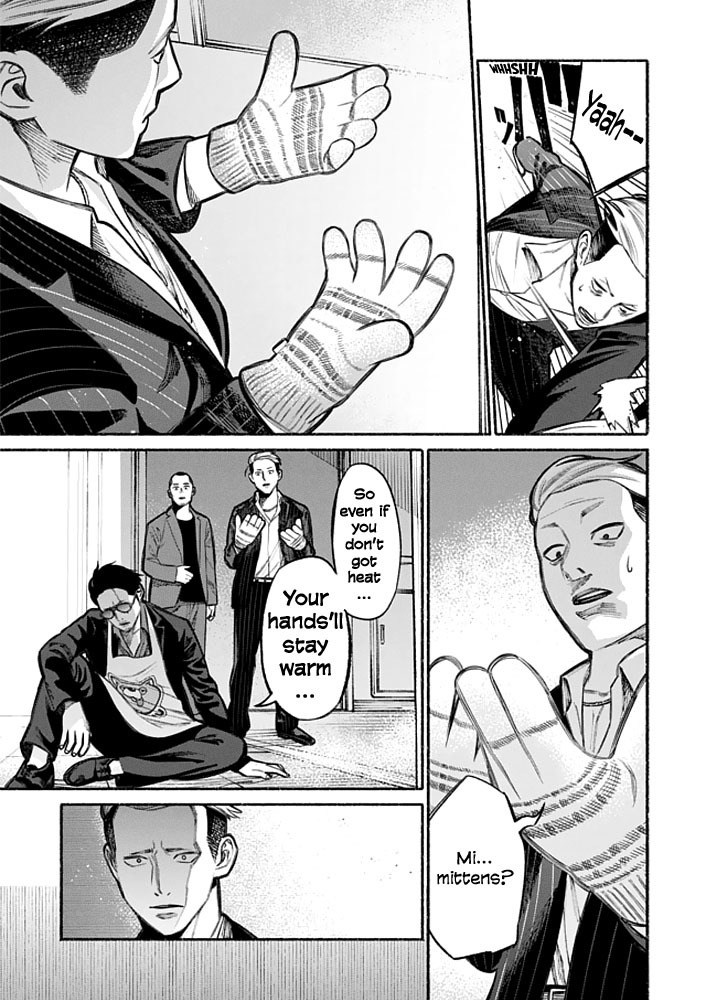 WHHSHH
Yaah--
Mi...
mittens?
So
even if
you
don't
got
heat
...
Your
hands'll
stay
warm
...